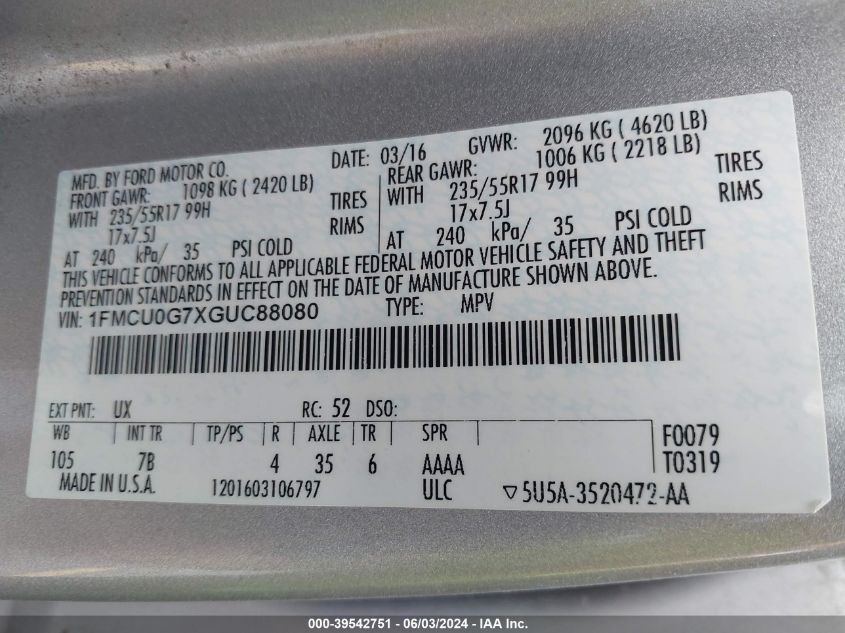 MFD. BY FORD MOTOR CO.
DATE: 03/16 GVWR: 2096 KG ( 4620 LB)
FRONT GAWR: 1098 KG ( 2420 LB)
WITH 235/55R17 99H TIRES
17x7.5J RIMS
AT 240 kPa/ 35 PSI COLD
REAR GAWR: 1006 KG ( 2218 LB)
WITH 235/55R17 99H TIRES
17x7.5J RIMS
AT 240 kPa/ 35 PSI COLD
THIS VEHICLE CONFORMS TO ALL APPLICABLE FEDERAL MOTOR VEHICLE SAFETY AND THEFT
PREVENTION STANDARDS IN EFFECT ON THE DATE OF MANUFACTURE SHOWN ABOVE.
VIN: 1FMCU0G7XGUC88080 TYPE: MPV
EXT PNT: UX RC: 52 DSO:
WB INT TR TP/PS R AXLE TR SPR F0079
105 7B 4 35 6 AAAA T0319
MADE IN U.S.A. 1201603106797 ULC ▽5U5A-3520472-AA
000-39542751 - 06/03/2024 - IAA Inc.